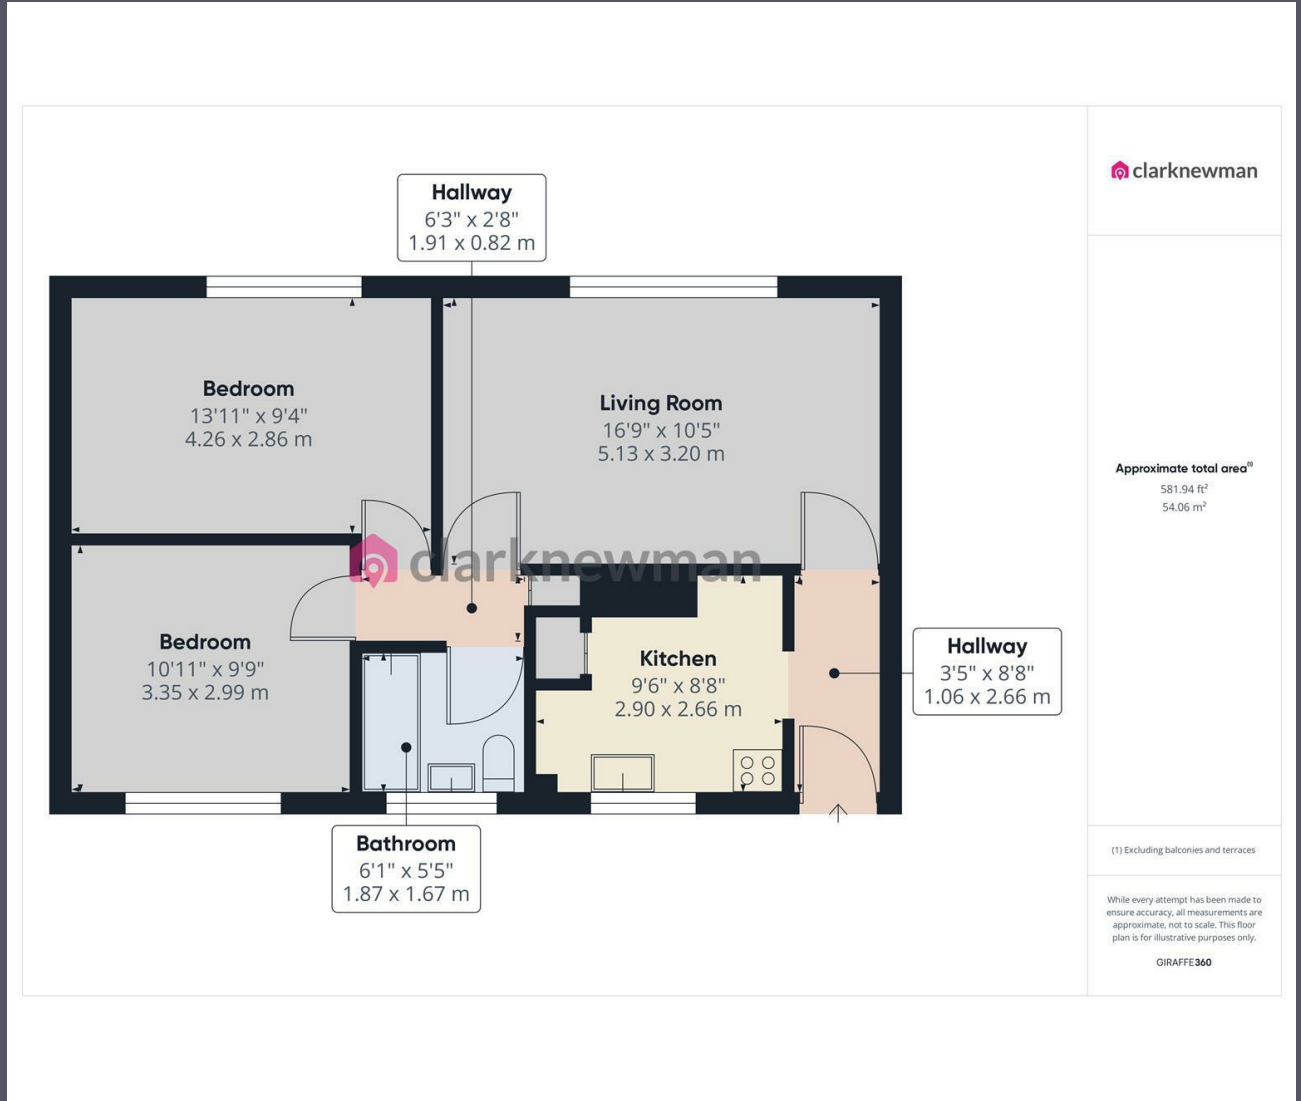 clarknewman
Hallway
6'3" x 2'8"
1.91 x 0.82 m
Bedroom
13'11" x 9'4"
4.26 x 2.86 m
Living Room
16'9" x 10'5"
5.13 x 3.20 m
Approximate total area(1)
581.94 ft²
54.06 m²
clarknewman
Bedroom
10'11" x 9'9"
3.35 x 2.99 m
Kitchen
9'6" x 8'8"
2.90 x 2.66 m
Hallway
3'5" x 8'8"
1.06 x 2.66 m
Bathroom
6'1" x 5'5"
1.87 x 1.67 m
(1) Excluding balconies and terraces
While every attempt has been made to
ensure accuracy, all measurements are
approximate, not to scale. This floor
plan is for illustrative purposes only.
GIRAFFE360